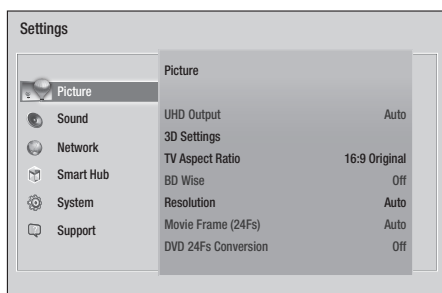 Settings
Picture
Sound
Network
Smart Hub
System
Support
Picture
UHD Output Auto
3D Settings
TV Aspect Ratio 16:9 Original
BD Wise Off
Resolution Auto
Movie Frame (24Fs) Auto
DVD 24Fs Conversion Off